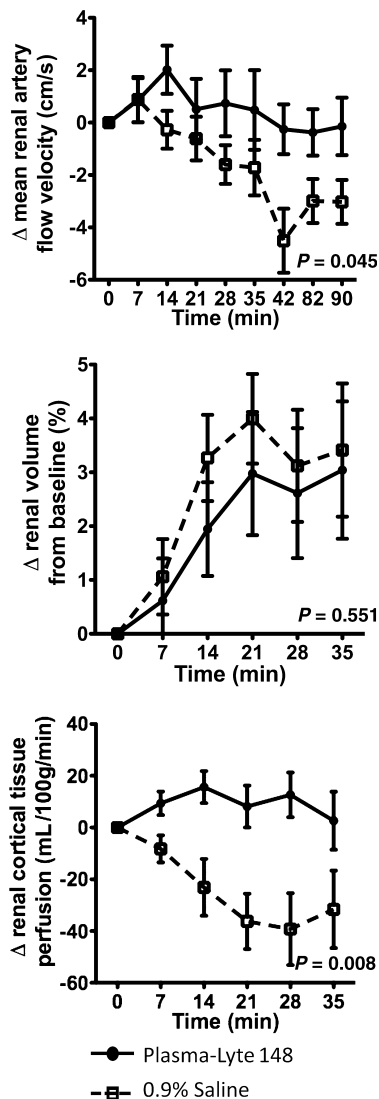 Δ mean renal artery
flow velocity (cm/s)
4
2
0
-2
-4
-6
P = 0.045
0 7 14 21 28 35 42 82 90
Time (min)
Δ renal volume
from baseline (%)
5
4
3
2
1
0
P = 0.551
0 7 14 21 28 35
Time (min)
Δ renal cortical tissue
perfusion (mL/100g/min)
40
20
0
-20
-40
-60
P = 0.008
0 7 14 21 28 35
Time (min)
Plasma-Lyte 148
0.9% Saline